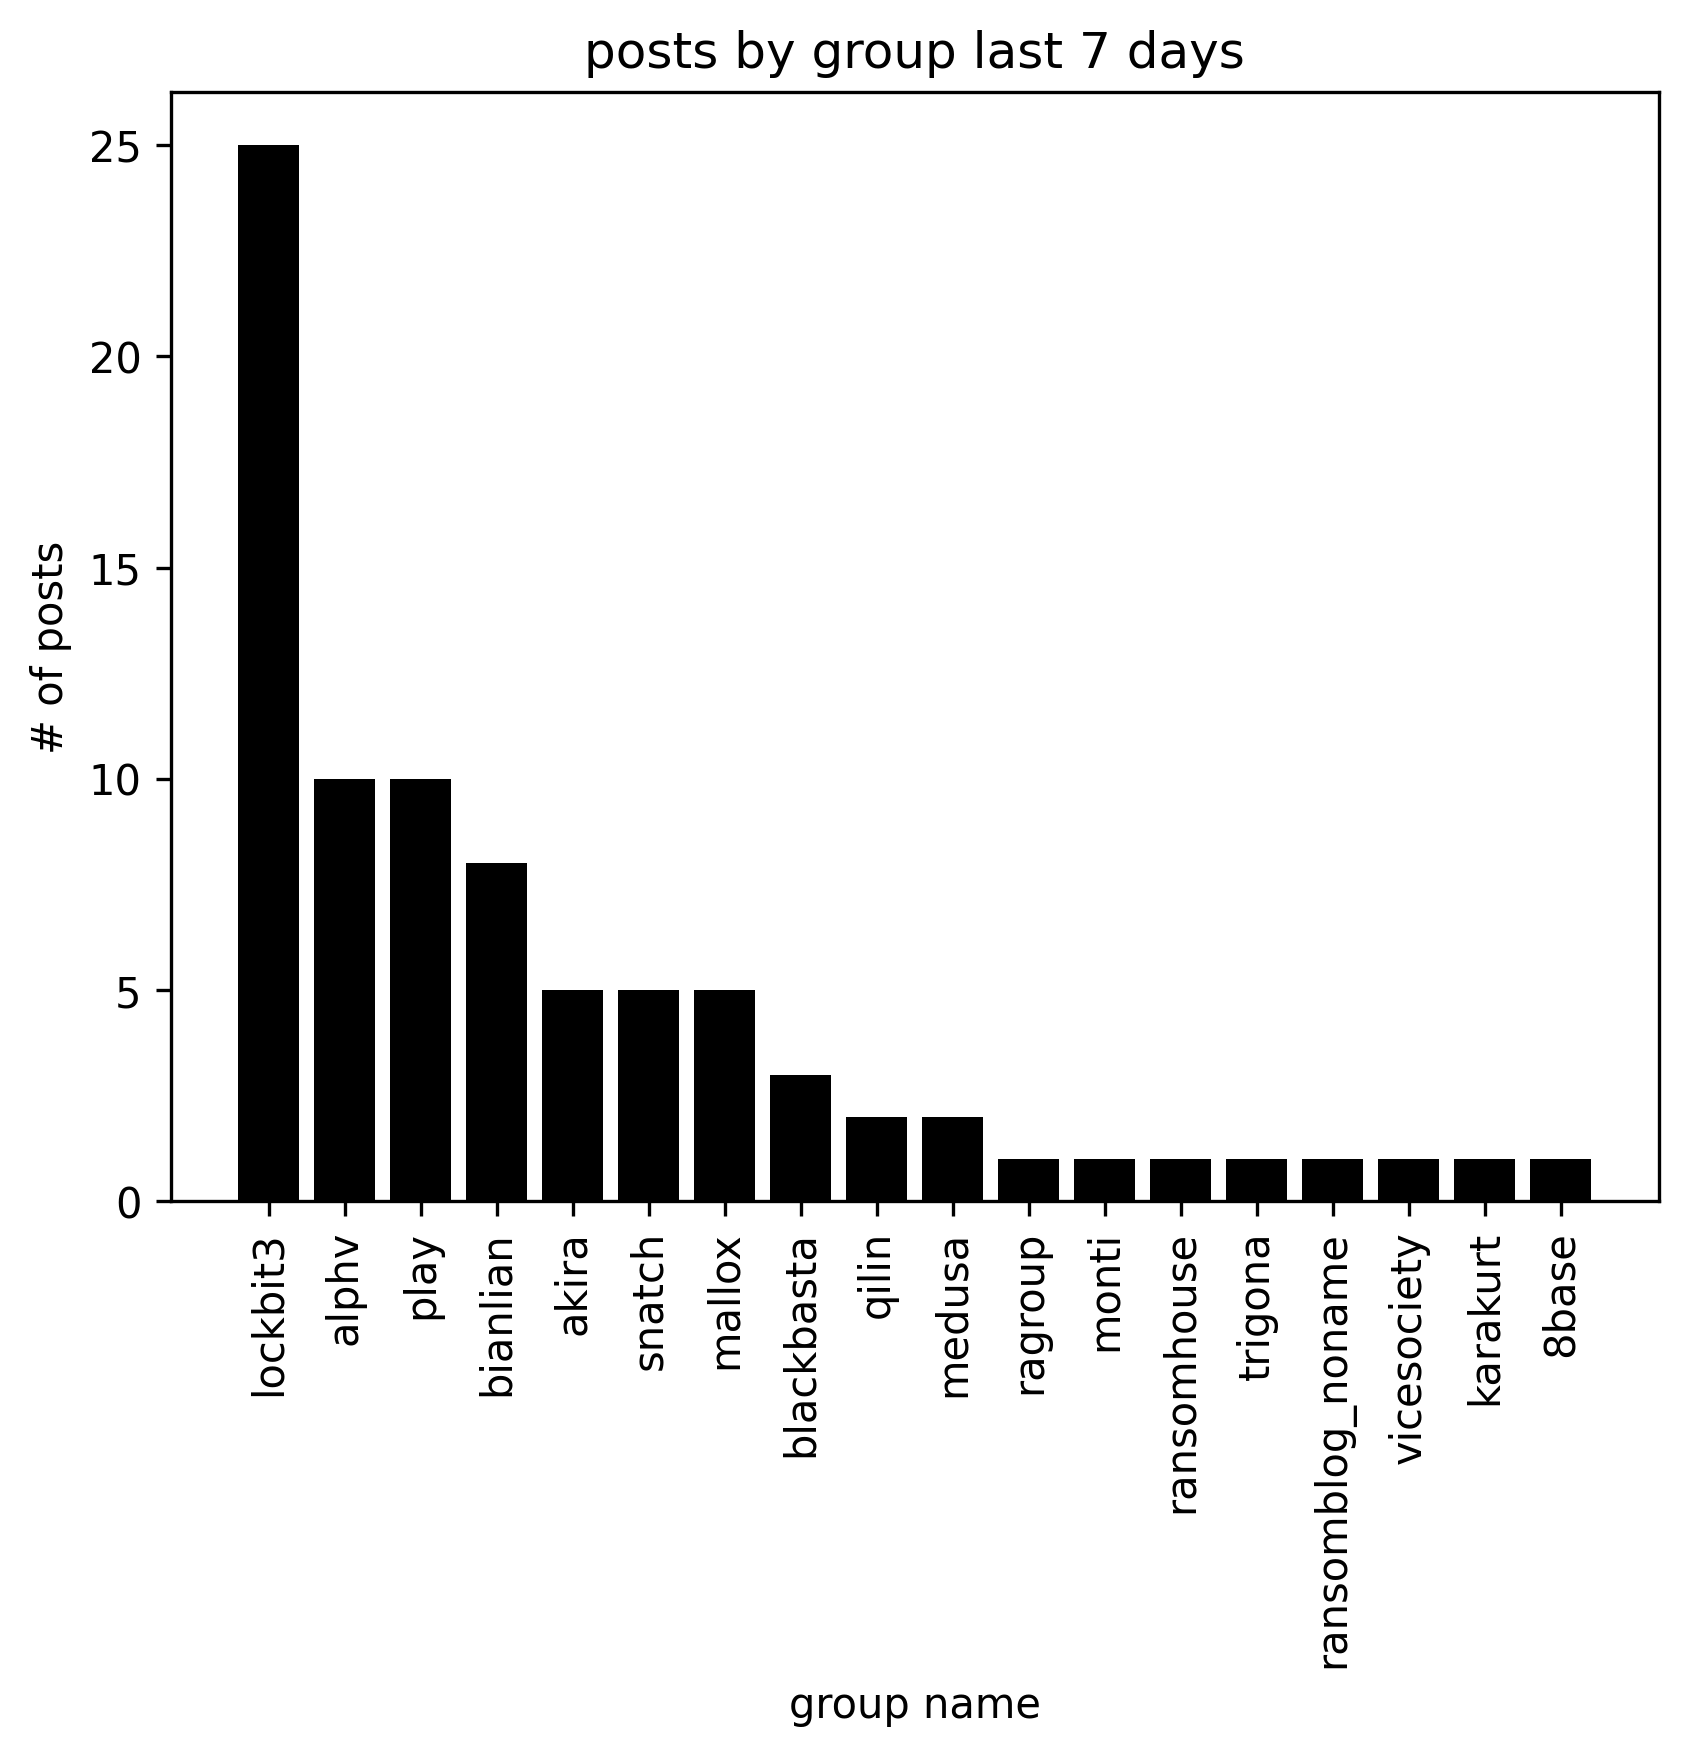 posts by group last 7 days
25
20
15
10
5
0
# of posts
lockbit3
alphv
play
bianlian
akira
snatch
mallox
blackbasta
qilin
medusa
ragroup
monti
ransomhouse
trigona
ransomblog_noname
vicesociety
karakurt
8base
group name